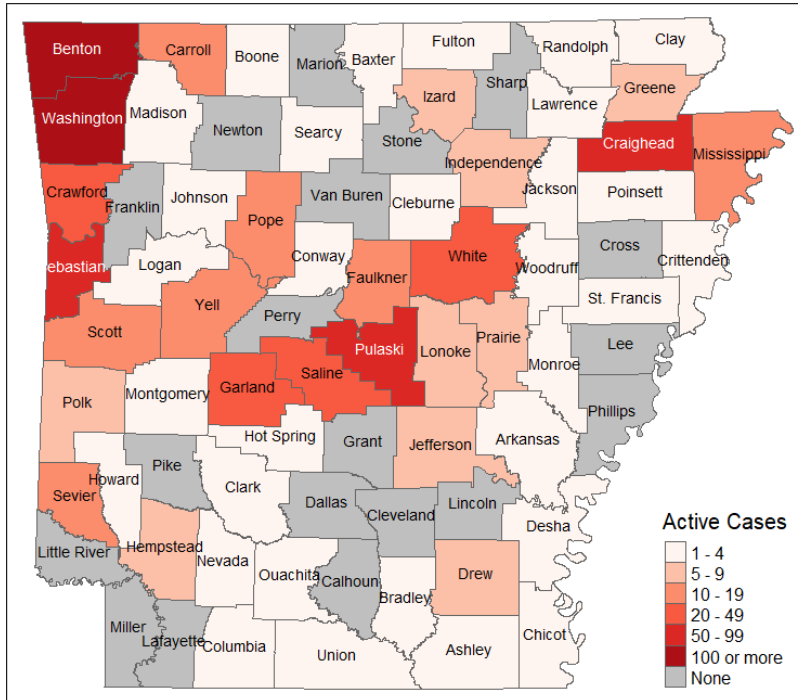 Benton
Carroll
Boone
Marion
Baxter
Fulton
Randolph
Clay
Sharp
Izard
Greene
Lawrence
Washington
Madison
Newton
Searcy
Stone
Craighead
Mississippi
Independence
Jackson
Poinsett
Crawford
Franklin
Johnson
Pope
Van Buren
Cleburne
Cross
Crittenden
ebastian
Logan
Conway
Faulkner
White
Woodruff
St. Francis
Scott
Yell
Perry
Pulaski
Lonoke
Prairie
Monroe
Lee
Polk
Montgomery
Garland
Saline
Phillips
Hot Spring
Grant
Jefferson
Arkansas
Sevier
Howard
Pike
Clark
Dallas
Cleveland
Lincoln
Desha
Little River
Hempstead
Nevada
Ouachita
Calhoun
Bradley
Drew
Miller
Lafayette
Columbia
Union
Ashley
Chicot
Active Cases
1 - 4
5 - 9
10 - 19
20 - 49
50 - 99
100 or more
None